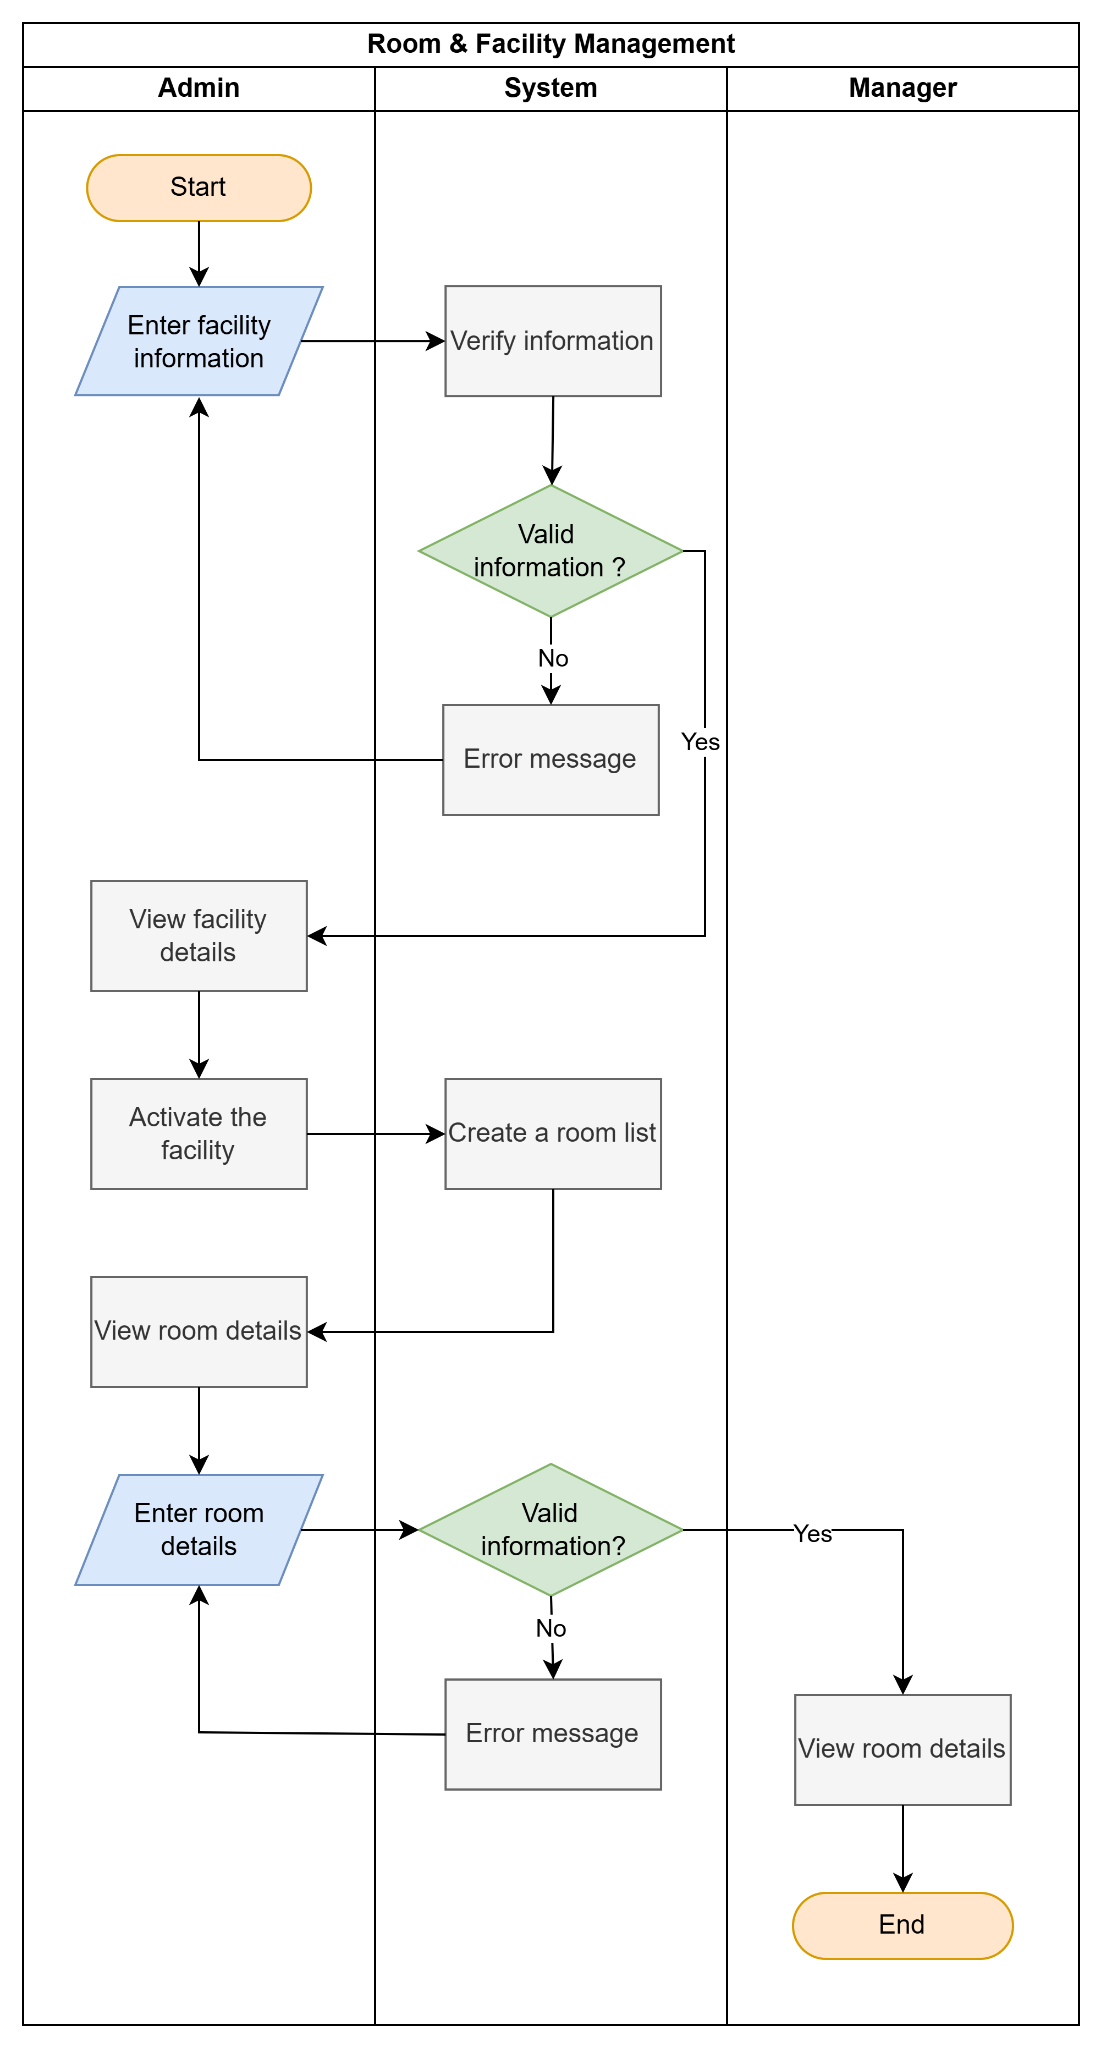 Room & Facility Management
Admin
System
Manager
Start
Enter facility
information
Verify information
Valid
information ?
No
Yes
Error message
View facility
details
Activate the
facility
Create a room list
View room details
Enter room
details
Valid
information?
Yes
No
Error message
View room details
End